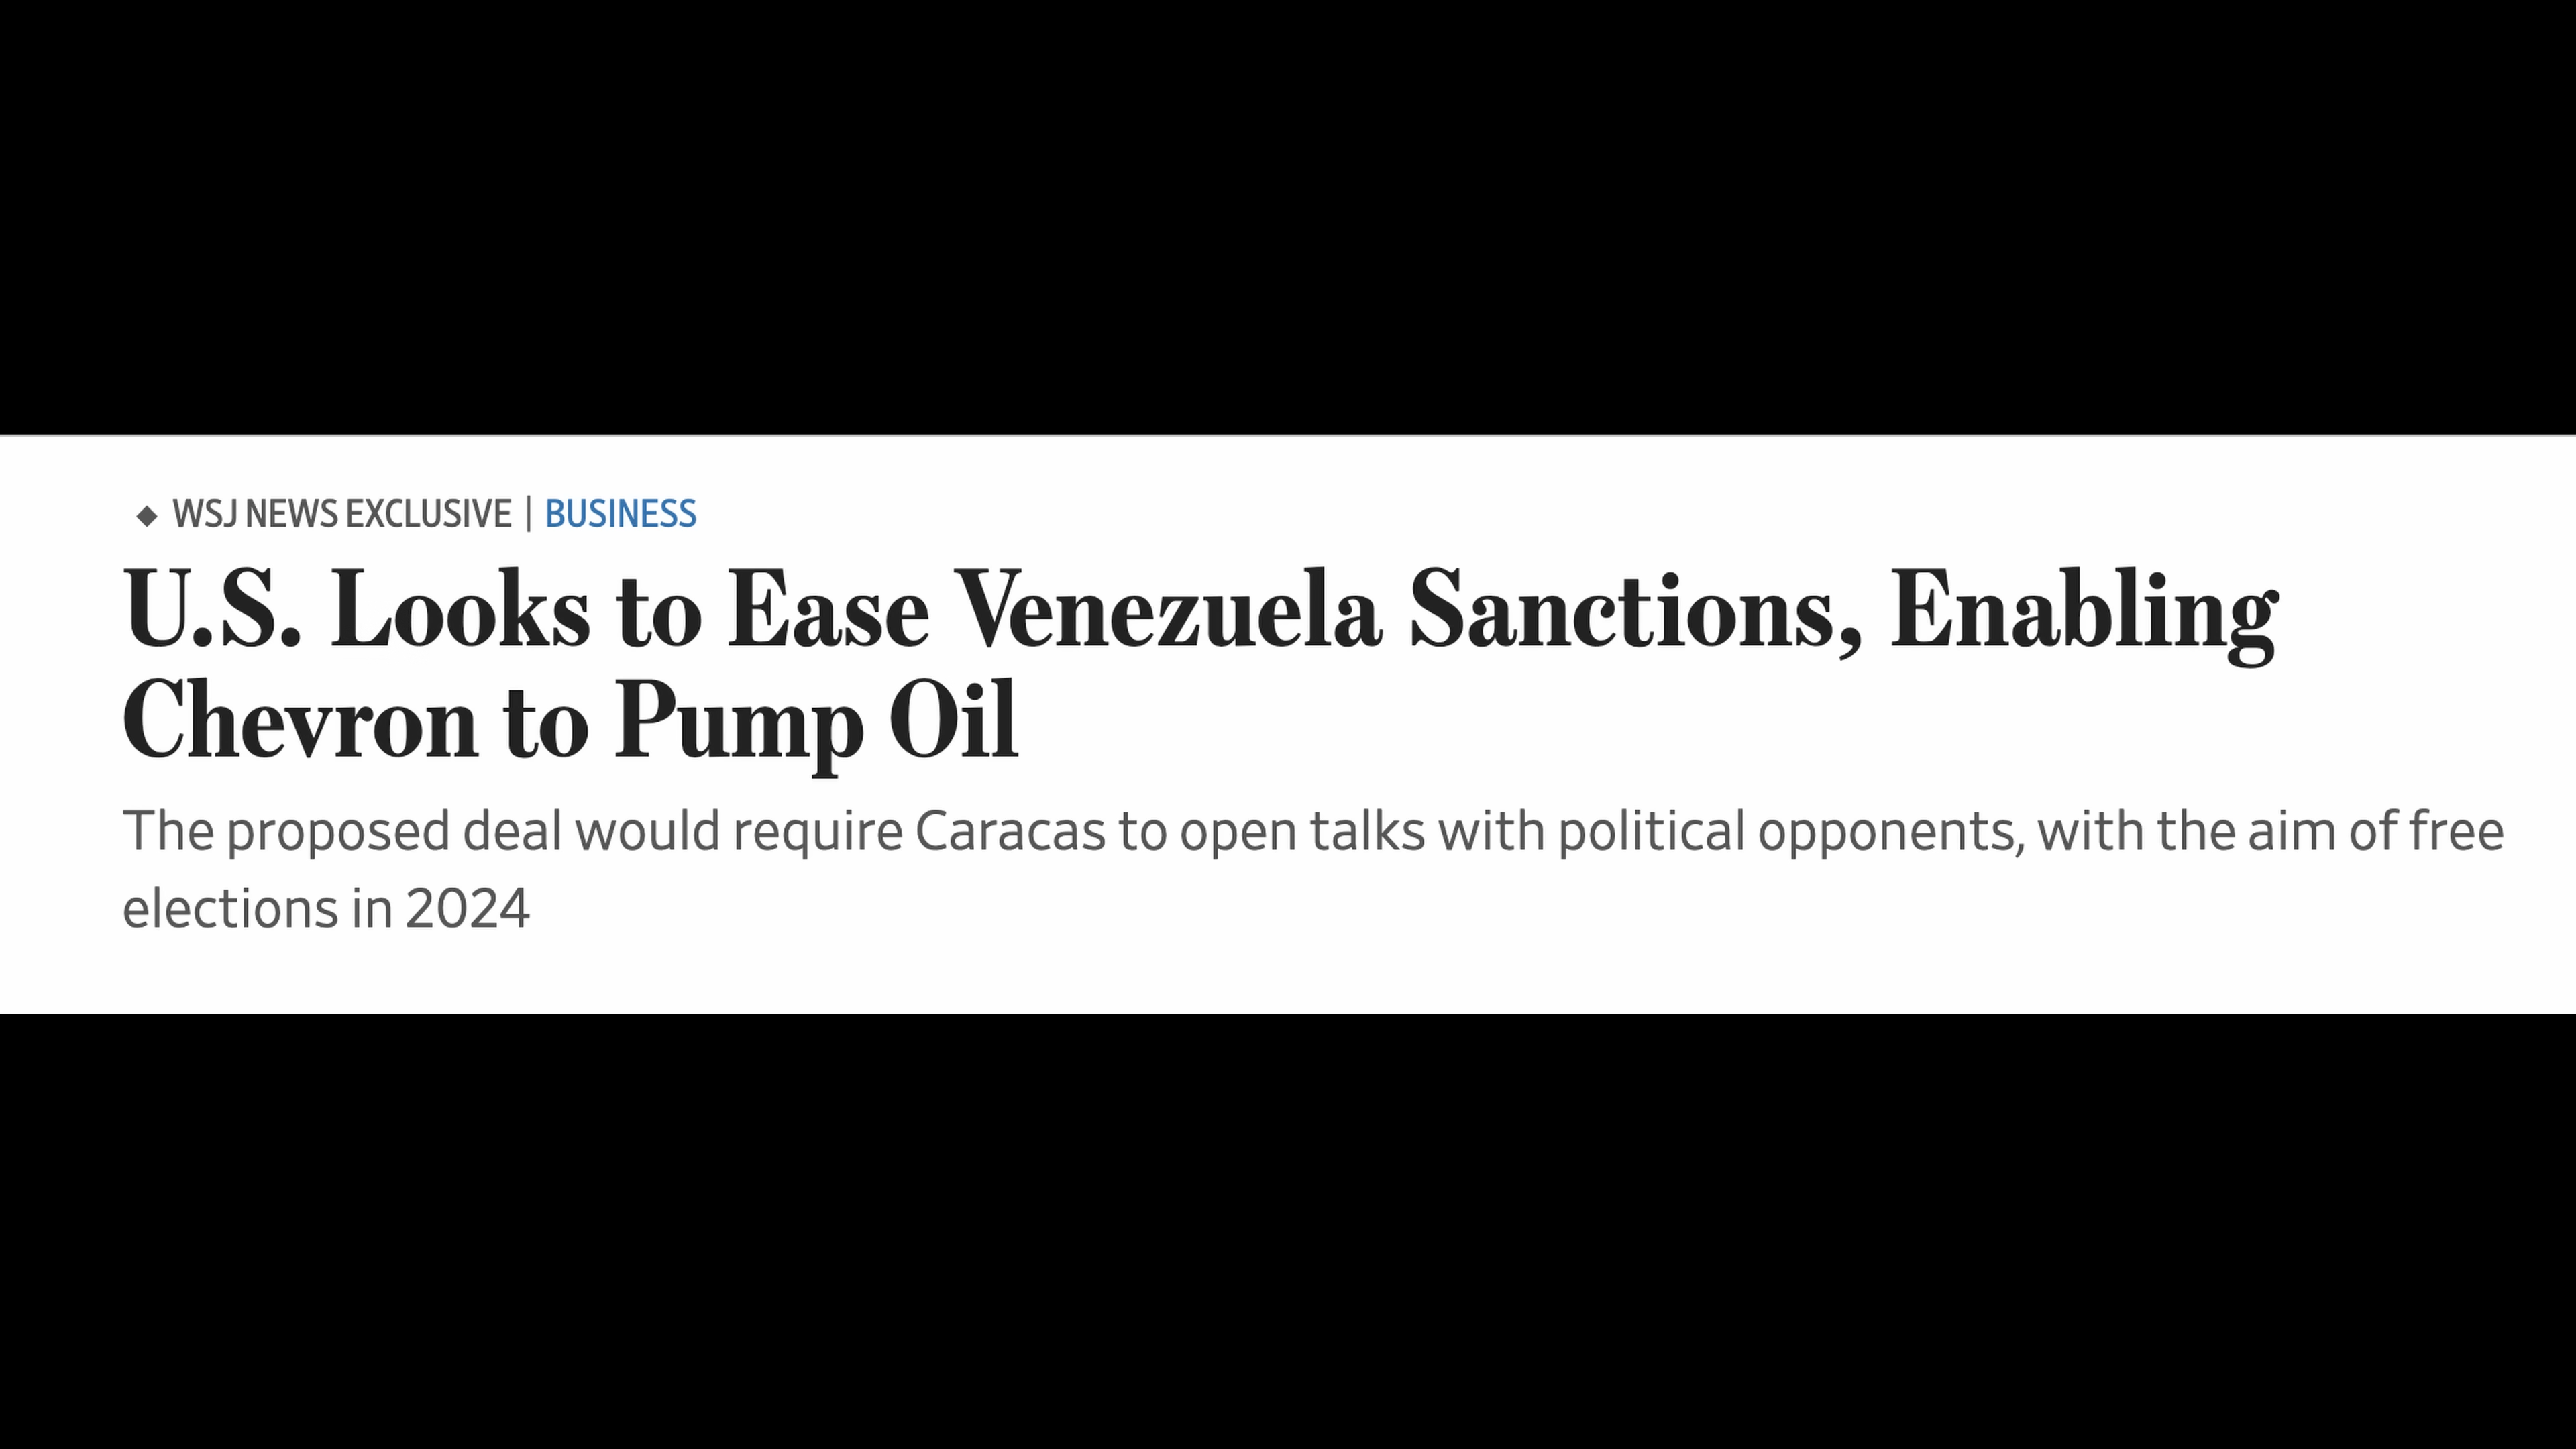 ◆ WSJ NEWS EXCLUSIVE | BUSINESS
U.S. Looks to Ease Venezuela Sanctions, Enabling
Chevron to Pump Oil
The proposed deal would require Caracas to open talks with political opponents, with the aim of free
elections in 2024